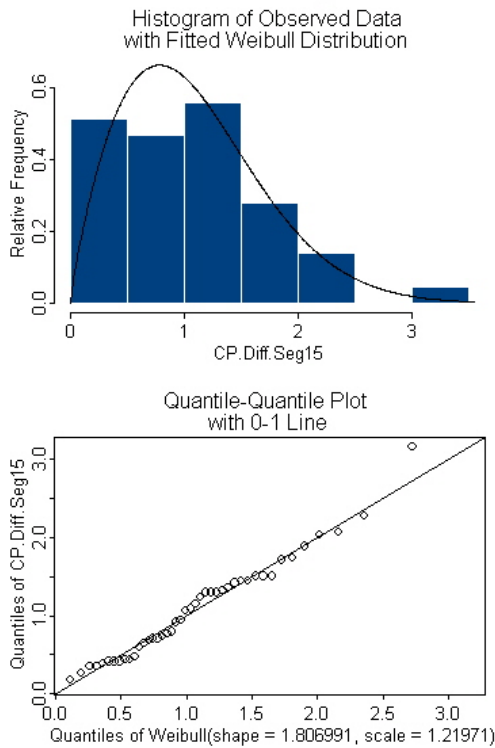 Histogram of Observed Data
with Fitted Weibull Distribution
Relative Frequency
0.6
0.4
0.2
0.0
0 1 2 3
CP.Diff.Seg15
Quantile-Quantile Plot
with 0-1 Line
Quantiles of CP.Diff.Seg15
3.0
2.0
1.0
0.0
0.0 0.5 1.0 1.5 2.0 2.5 3.0
Quantiles of Weibull(shape = 1.806991, scale = 1.21971)